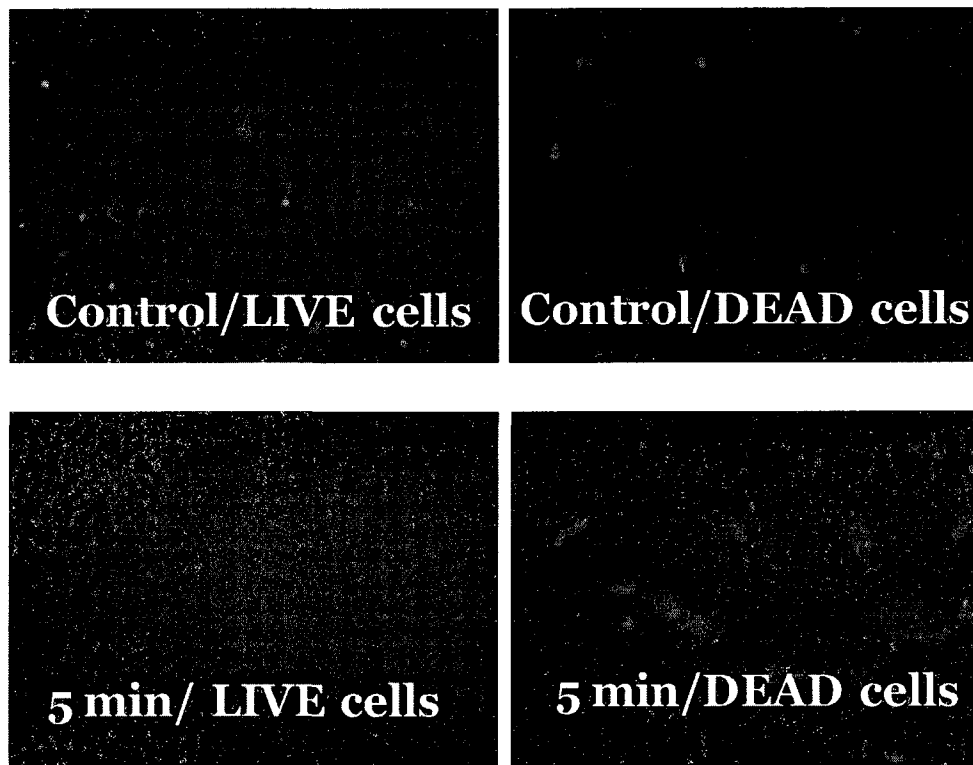 Control/LIVE cells
Control/DEAD cells
5 min/ LIVE cells
5 min/DEAD cells